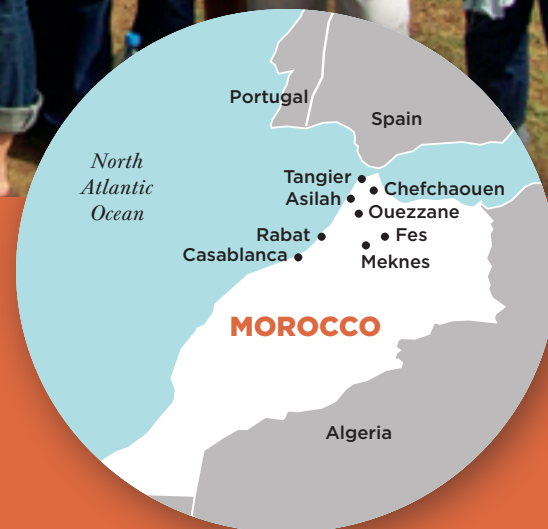 Portugal
Spain
North
Atlantic
Ocean
Tangier
Chefchaouen
Asilah
Ouezzane
Rabat
Fes
Casablanca
Meknes
MOROCCO
Algeria